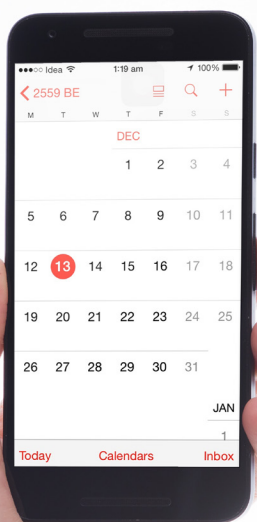 Idea 1:19 am 100%
2559 BE
M T W T F S S
DEC
1 2 3 4
5 6 7 8 9 10 11
12 13 14 15 16 17 18
19 20 21 22 23 24 25
26 27 28 29 30 31
JAN
1
Today Calendars Inbox